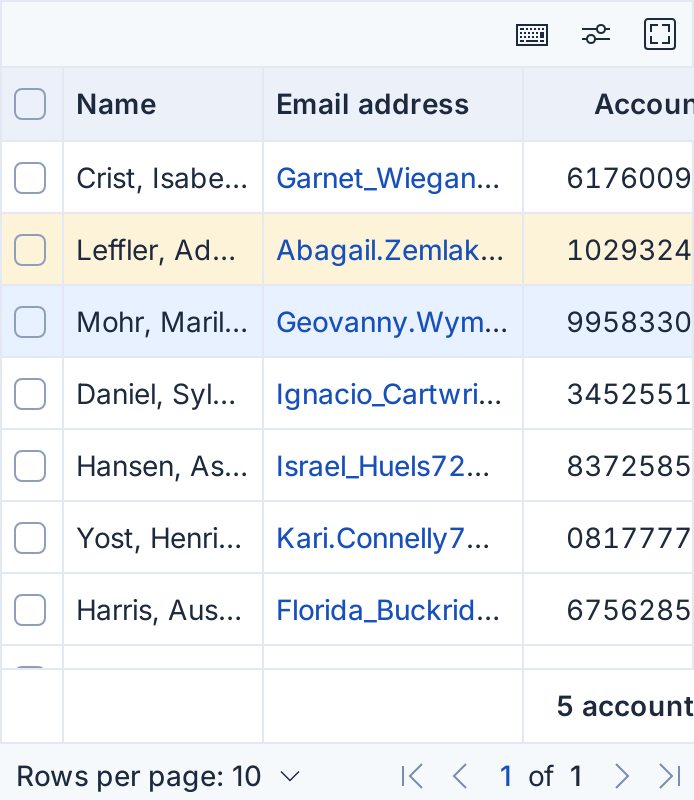 Name Email address Accoun
Crist, Isabe... Garnet_Wiegan... 6176009
Leffler, Ad... Abagail.Zemlak... 1029324
Mohr, Maril... Geovanny.Wym... 9958330
Daniel, Syl... Ignacio_Cartwri... 3452551
Hansen, As... Israel_Huels72... 8372585
Yost, Henri... Kari.Connelly7... 0817777
Harris, Aus... Florida_Buckrid... 6756285
5 account
Rows per page: 10 1 of 1